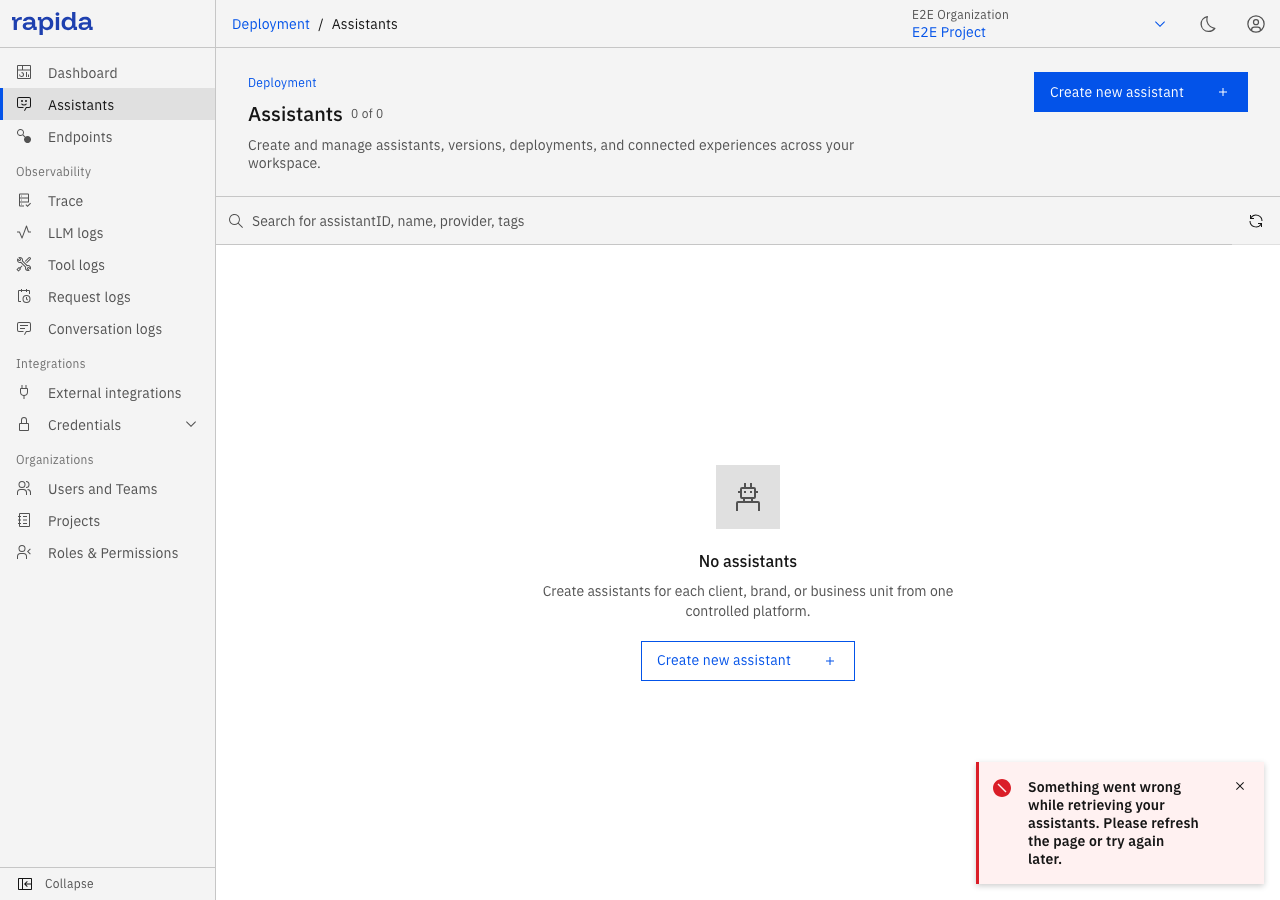 rapida
Deployment / Assistants
E2E Organization
E2E Project
Dashboard
Assistants
Endpoints
Observability
Trace
LLM logs
Tool logs
Request logs
Conversation logs
Integrations
External integrations
Credentials
Organizations
Users and Teams
Projects
Roles & Permissions
Collapse
Deployment
Assistants 0 of 0
Create and manage assistants, versions, deployments, and connected experiences across your
workspace.
Create new assistant +
Search for assistantID, name, provider, tags
No assistants
Create assistants for each client, brand, or business unit from one
controlled platform.
Create new assistant +
Something went wrong
while retrieving your
assistants. Please refresh
the page or try again
later.